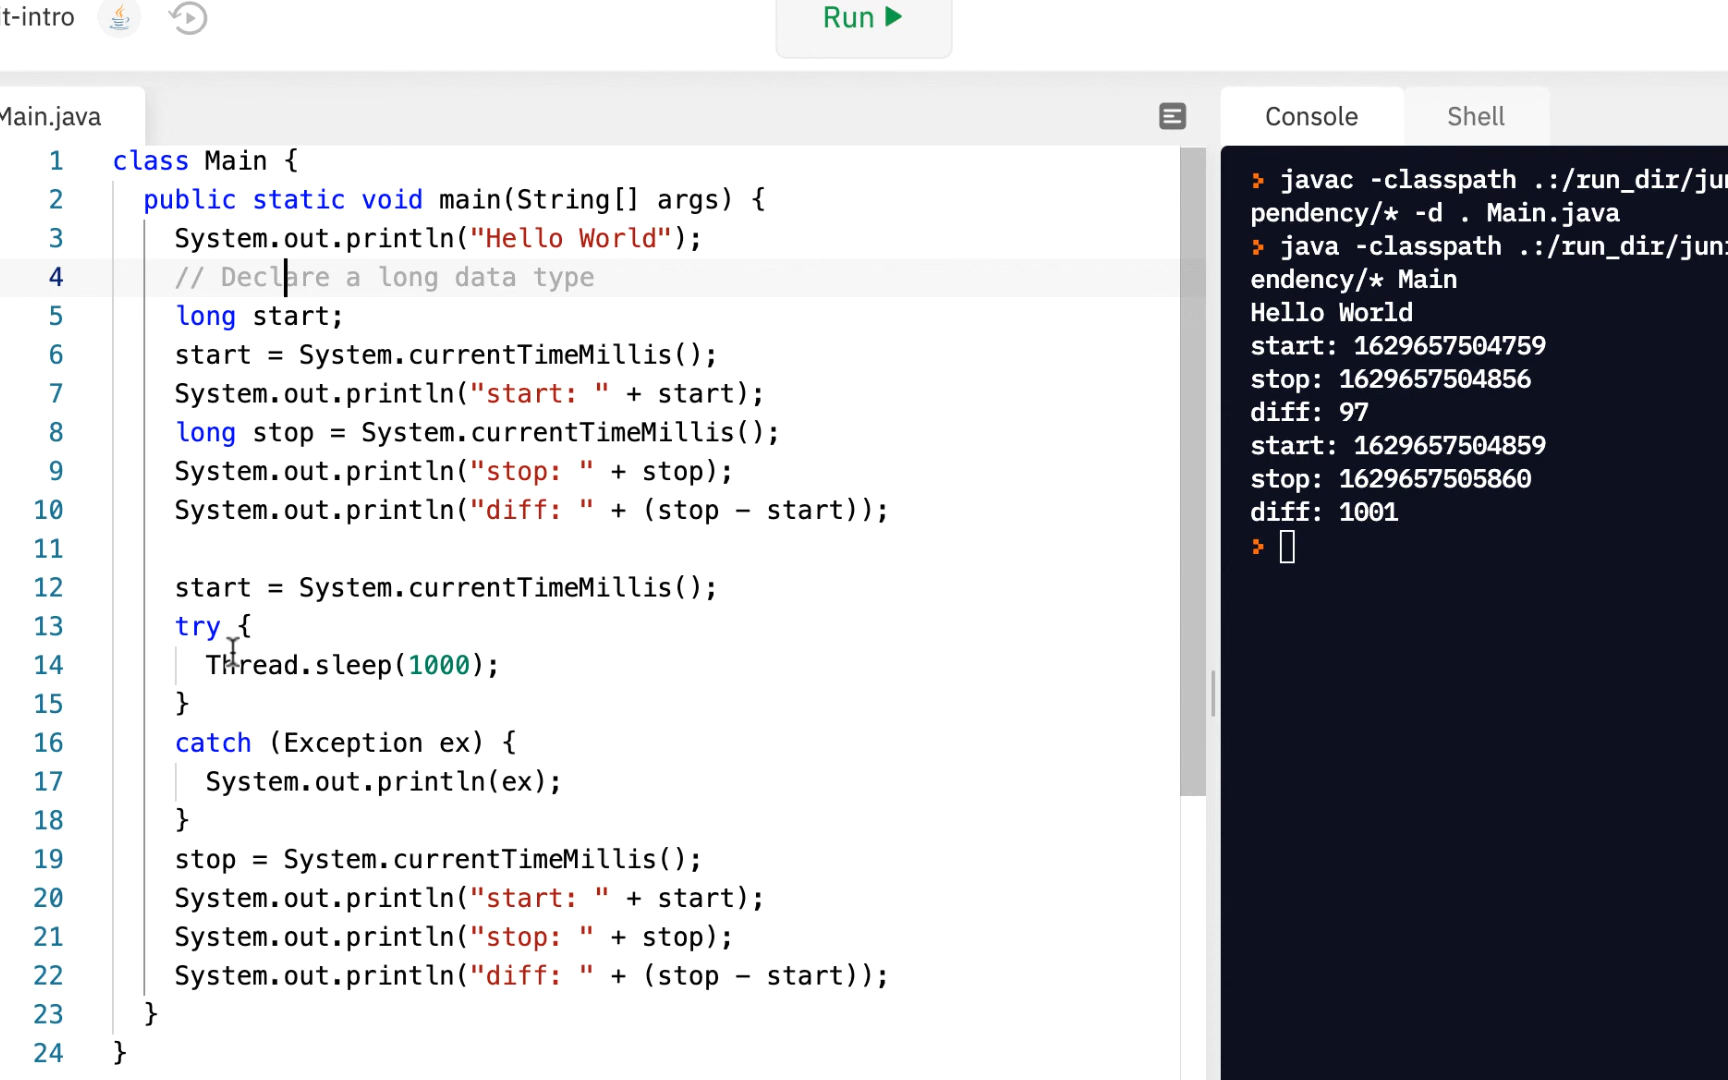 it-intro
Run
Main.java
Console
Shell
1 class Main {
2 public static void main(String[] args) {
3 System.out.println("Hello World");
4 // Declare a long data type
5 long start;
6 start = System.currentTimeMillis();
7 System.out.println("start: " + start);
8 long stop = System.currentTimeMillis();
9 System.out.println("stop: " + stop);
10 System.out.println("diff: " + (stop - start));
11
12 start = System.currentTimeMillis();
13 try {
14 Thread.sleep(1000);
15 }
16 catch (Exception ex) {
17 System.out.println(ex);
18 }
19 stop = System.currentTimeMillis();
20 System.out.println("start: " + start);
21 System.out.println("stop: " + stop);
22 System.out.println("diff: " + (stop - start));
23 }
24 }
> javac -classpath .:/run_dir/jun
pendency/* -d . Main.java
> java -classpath .:/run_dir/juni
endency/* Main
Hello World
start: 1629657504759
stop: 1629657504856
diff: 97
start: 1629657504859
stop: 1629657505860
diff: 1001
>